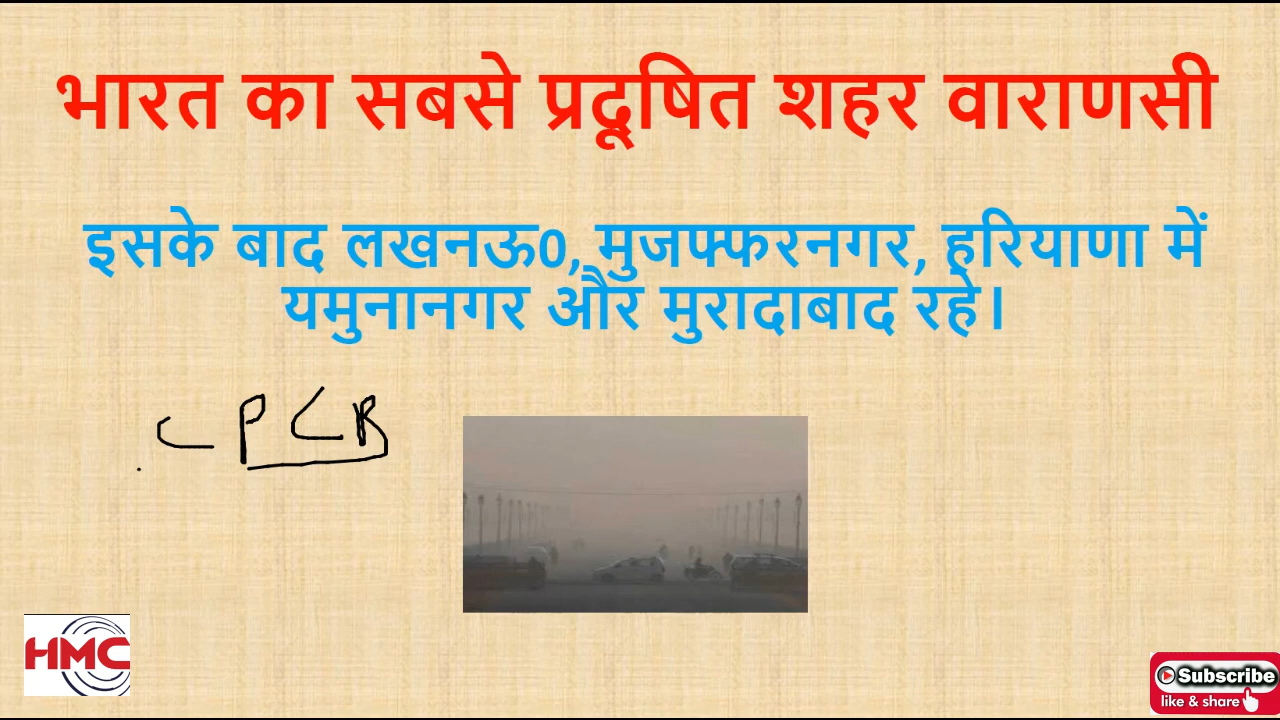 भारत का सबसे प्रदूषित शहर वाराणसी
इसके बाद लखनऊ0, मुजफ्फरनगर, हरियाणा में
यमुनानगर और मुरादाबाद रहे।
CPCB
HMC
Subscribe
like & share